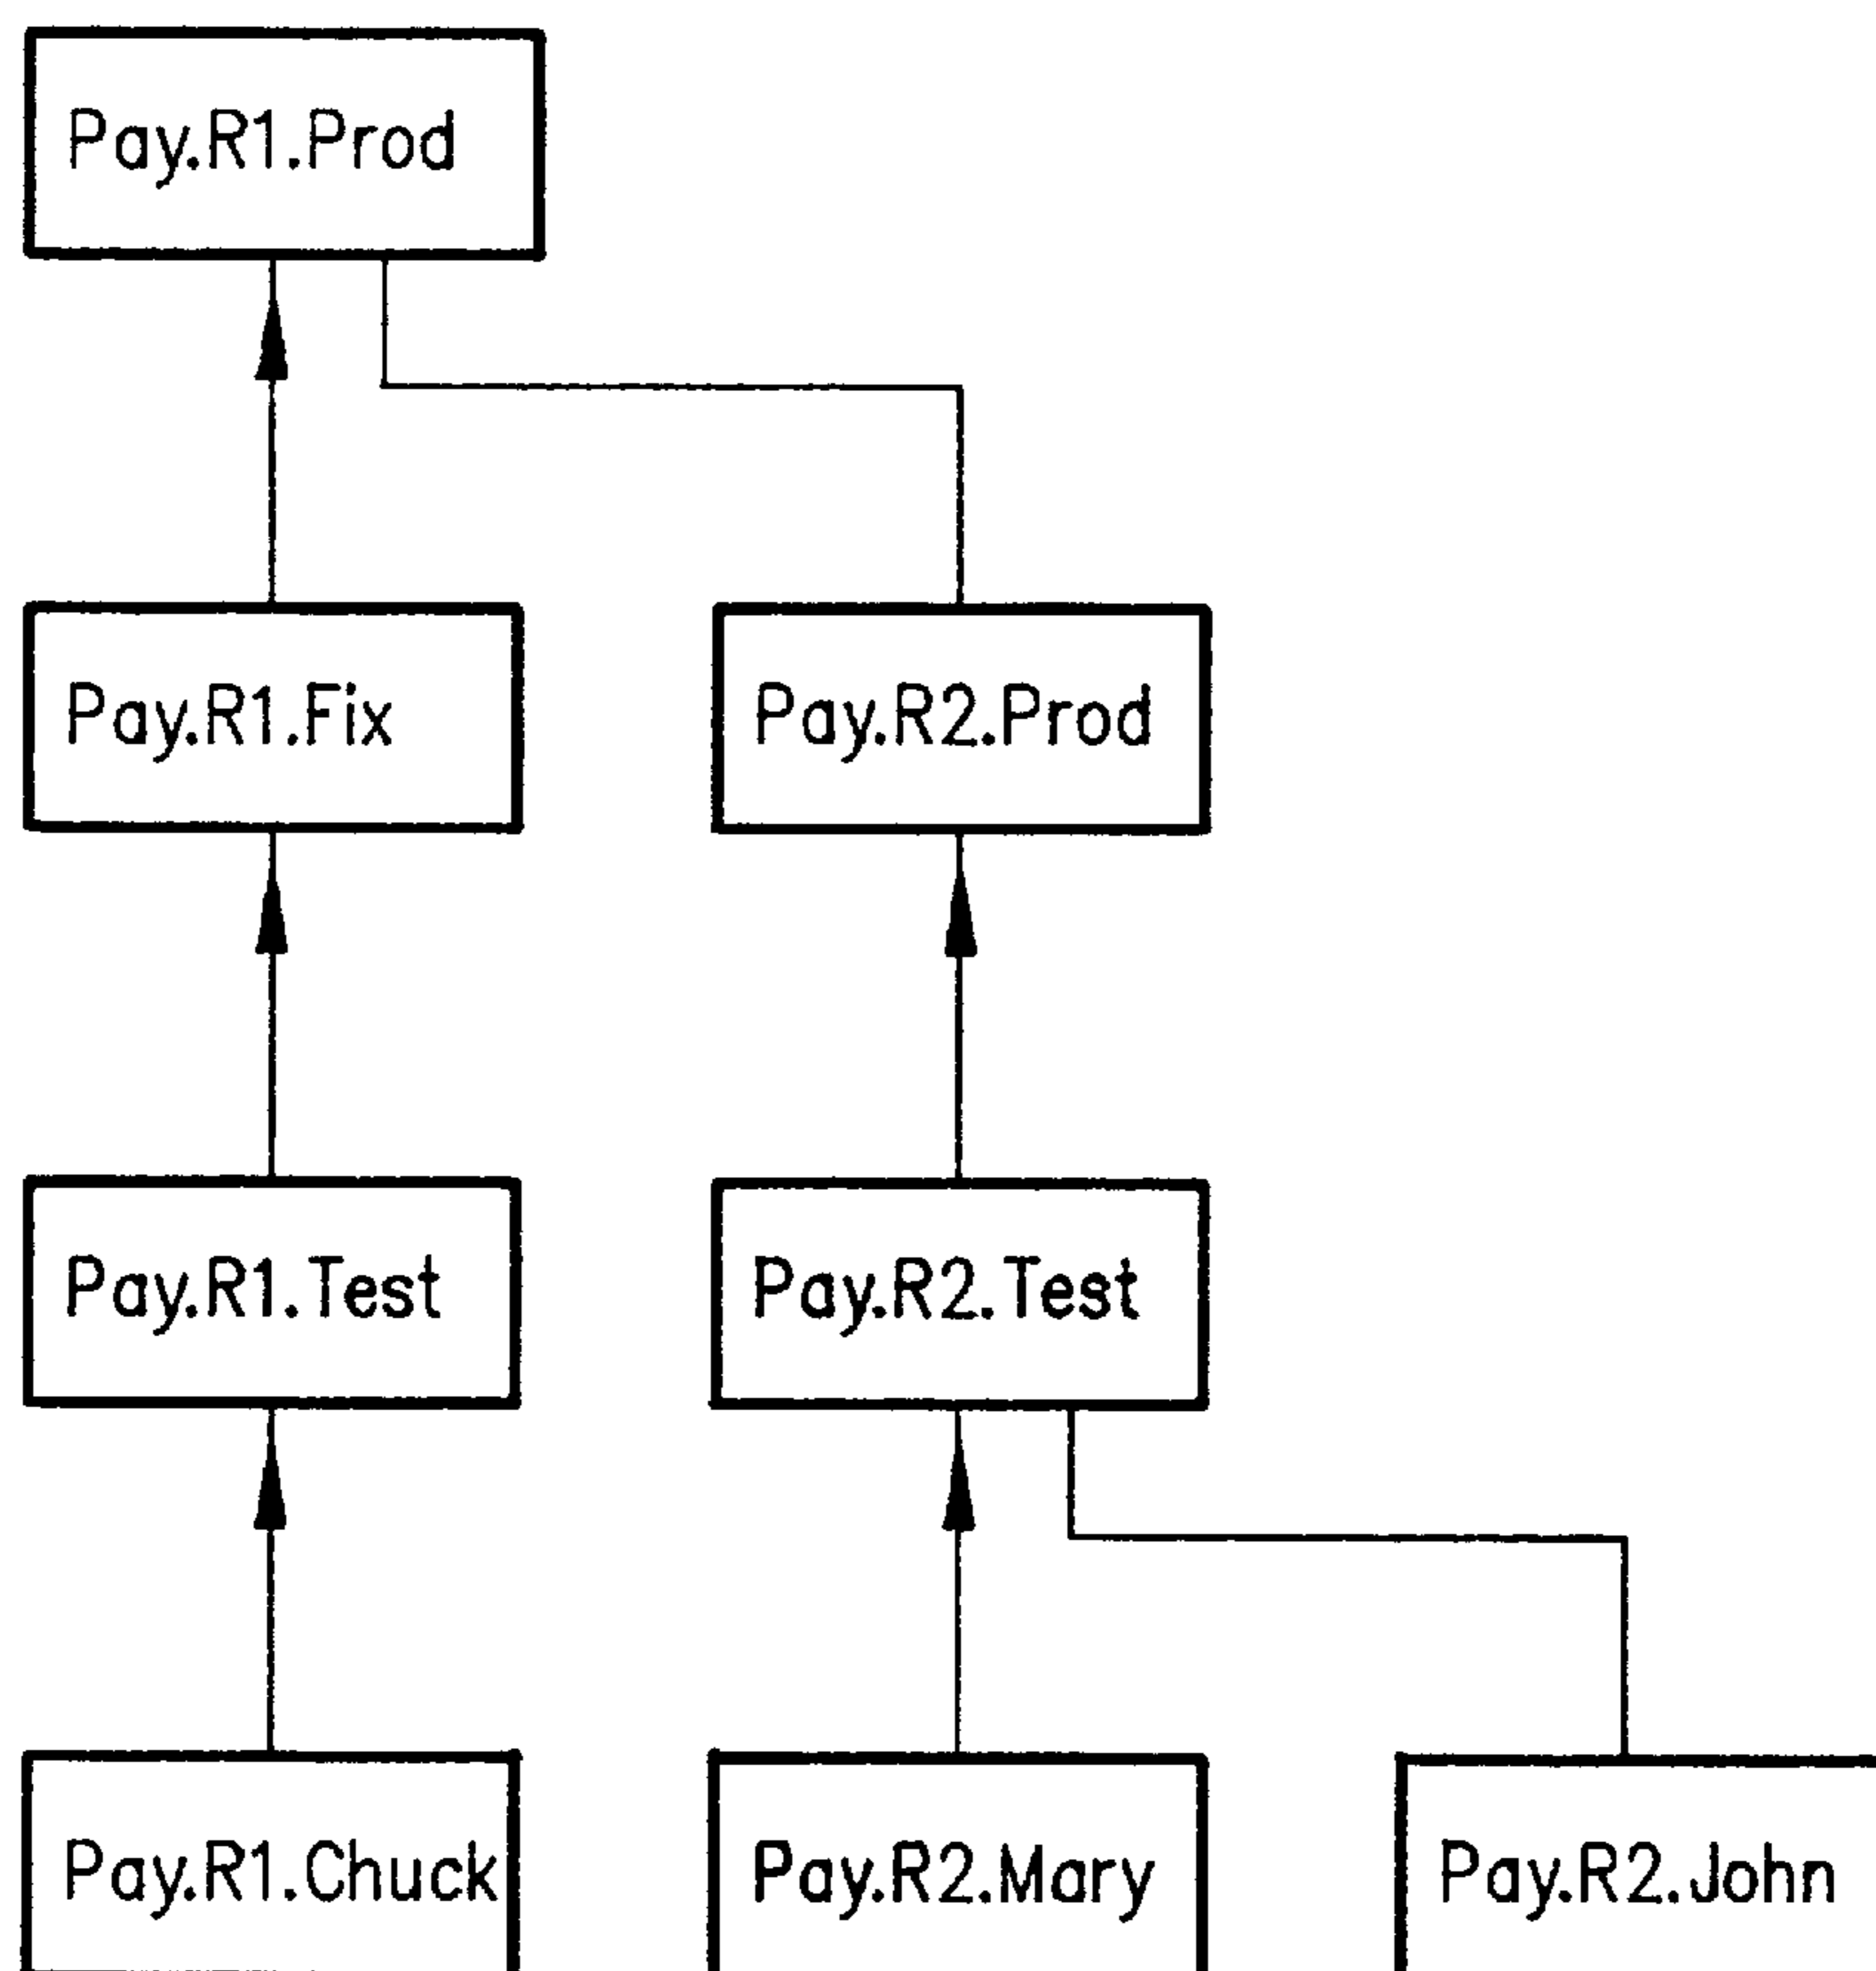 Pay.R1.Prod
Pay.R1.Fix
Pay.R2.Prod
Pay.R1.Test
Pay.R2.Test
Pay.R1.Chuck
Pay.R2.Mary
Pay.R2.John